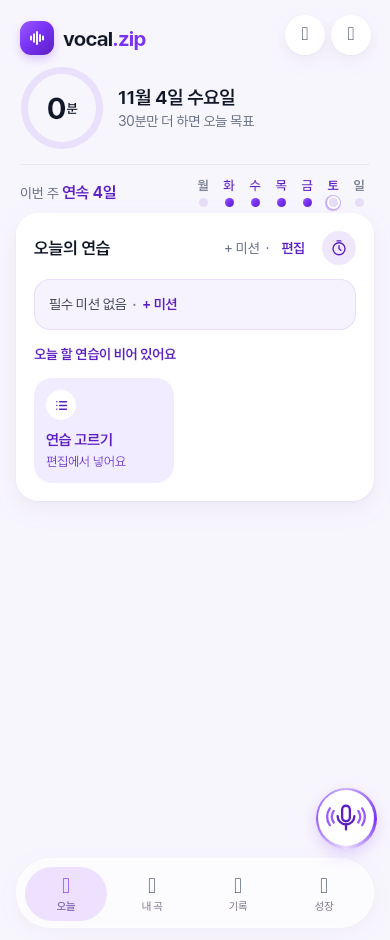 vocal.zip
0분
11월 4일 수요일
30분만 더 하면 오늘 목표
이번 주 연속 4일
월 화 수 목 금 토 일
오늘의 연습
+ 미션 · 편집
필수 미션 없음 · + 미션
오늘 할 연습이 비어 있어요
연습 고르기
편집에서 넣어요
오늘 내 곡 기록 성장